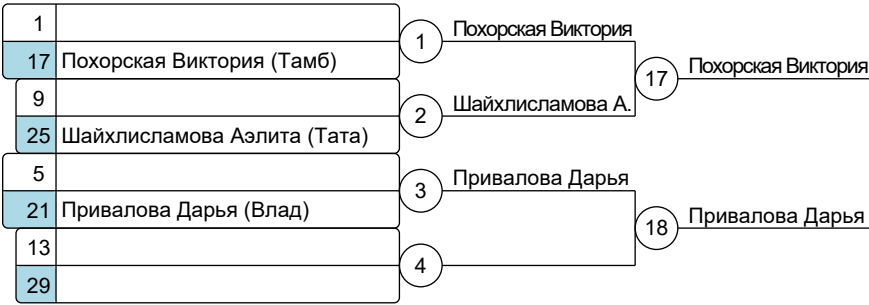 1
17 Похорская Виктория (Тамб)
9
25 Шайхлисламова Аэлита (Тата)
5
21 Привалова Дарья (Влад)
13
29
1 Похорская Виктория
2 Шайхлисламова А.
3 Привалова Дарья
4
17 Похорская Виктория
18 Привалова Дарья